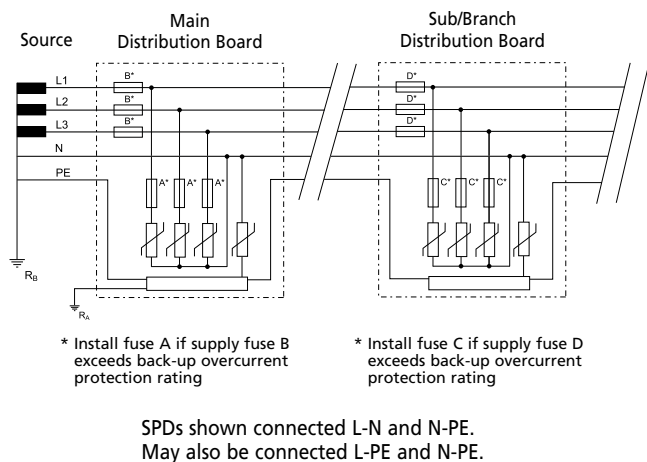 Source
Main
Distribution Board
Sub/Branch
Distribution Board
L1
L2
L3
N
PE
B*
B*
B*
D*
D*
D*
A*
A*
A*
C*
C*
C*
RB
RA
* Install fuse A if supply fuse B
exceeds back-up overcurrent
protection rating
* Install fuse C if supply fuse D
exceeds back-up overcurrent
protection rating
SPDs shown connected L-N and N-PE.
May also be connected L-PE and N-PE.